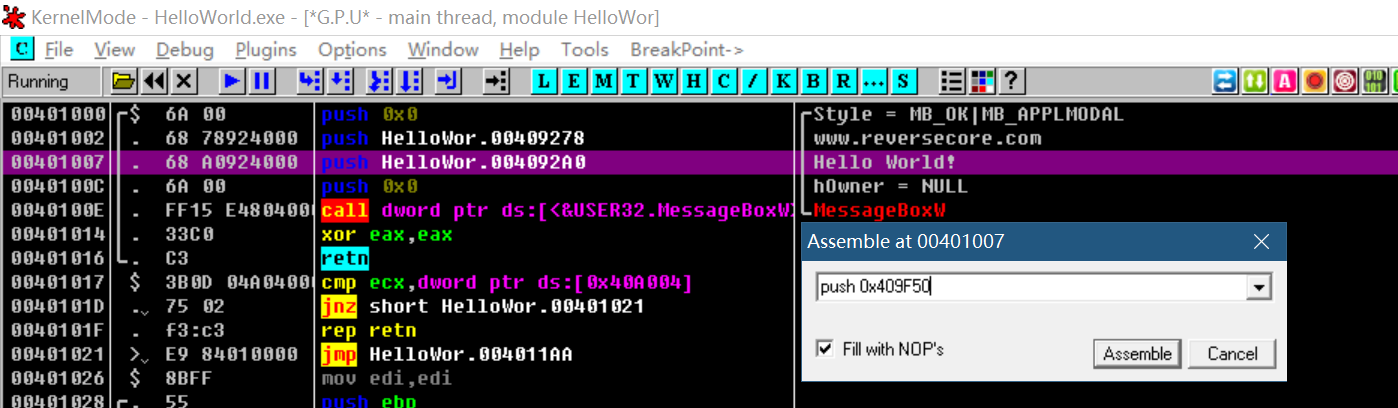 KernelMode - HelloWorld.exe - [*G.P.U* - main thread, module HelloWor]
C File View Debug Plugins Options Window Help Tools BreakPoint->
Running L E M T W H C / K B R ... S ? A
00401000 $ 6A 00 push 0x0 Style = MB_OK|MB_APPLMODAL
00401002 . 68 78924000 push HelloWor.00409278 www.reversecore.com
00401007 . 68 A0924000 push HelloWor.004092A0 Hello World!
0040100C . 6A 00 push 0x0 hOwner = NULL
0040100E . FF15 E4804000 call dword ptr ds:[<&USER32.MessageBoxW> MessageBoxW
00401014 . 33C0 xor eax,eax
00401016 . C3 retn
00401017 $ 3B0D 04A04000 cmp ecx,dword ptr ds:[0x40A004]
0040101D . 75 02 jnz short HelloWor.00401021
0040101F . f3:c3 rep retn
00401021 > E9 84010000 jmp HelloWor.004011AA
00401026 $ 8BFF mov edi,edi
00401028 . 55 push ebp
Assemble at 00401007
push 0x409F50
Fill with NOP's
Assemble Cancel